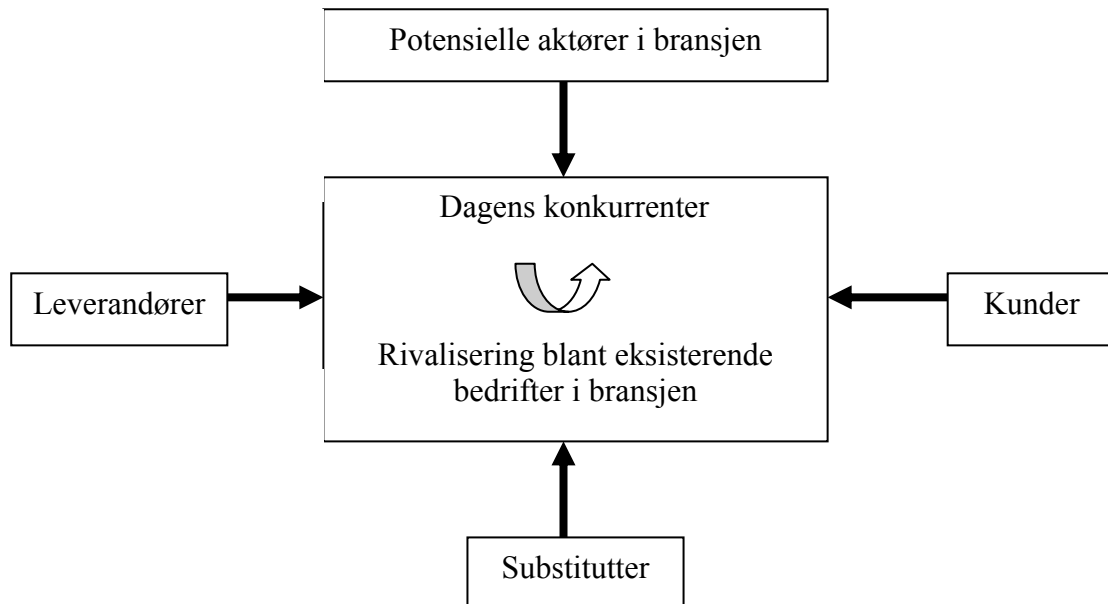 Potensielle aktører i bransjen
Dagens konkurrenter
Leverandører
Kunder
Rivalisering blant eksisterende
bedrifter i bransjen
Substitutter